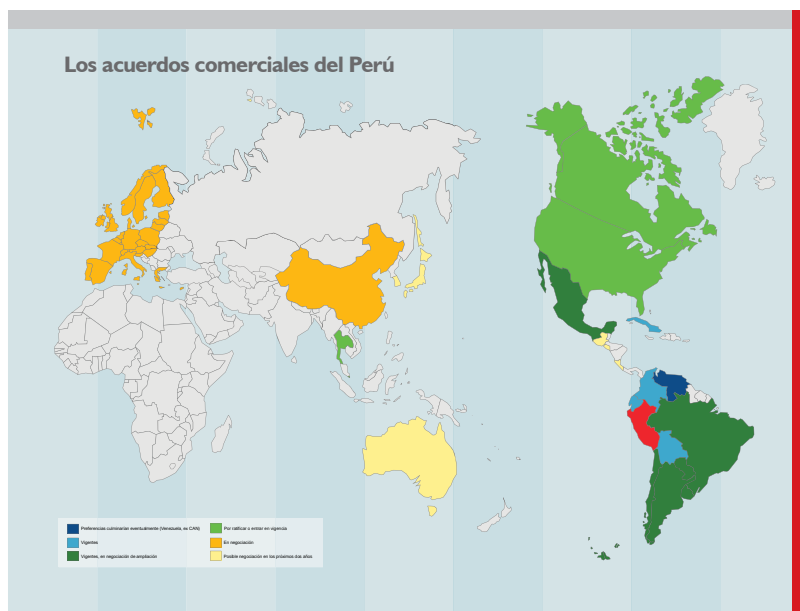 Los acuerdos comerciales del Perú
Preferencias culminarían eventualmente (Venezuela, ex CAN)
Vigentes
Vigentes, en negociación de ampliación
Por ratificar o entrar en vigencia
En negociación
Posible negociación en los próximos dos años